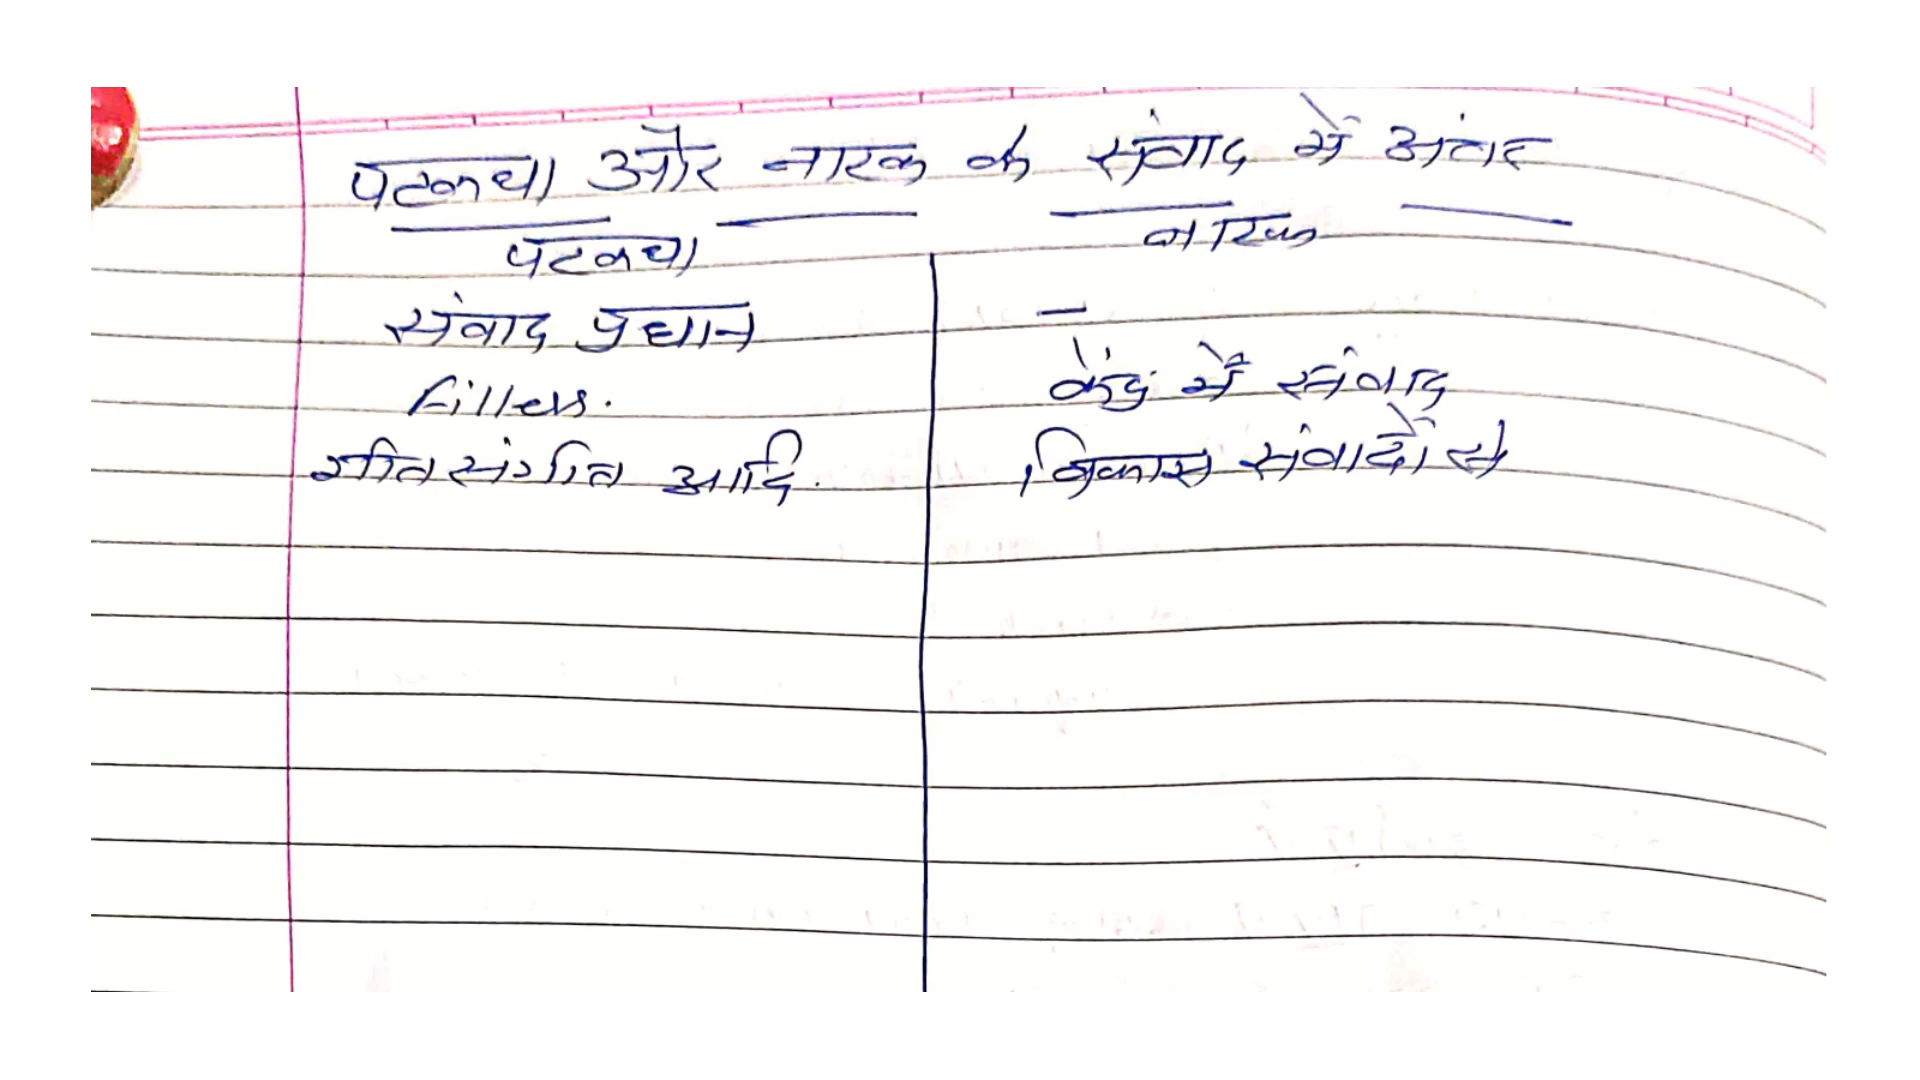 पटकथा और नाटक के संवाद में अंतर
पटकथा
नाटक
संवाद प्रधान
fillers.
गीत संगीत आदि.
—
केंद्र में संवाद
विकास संवादों से